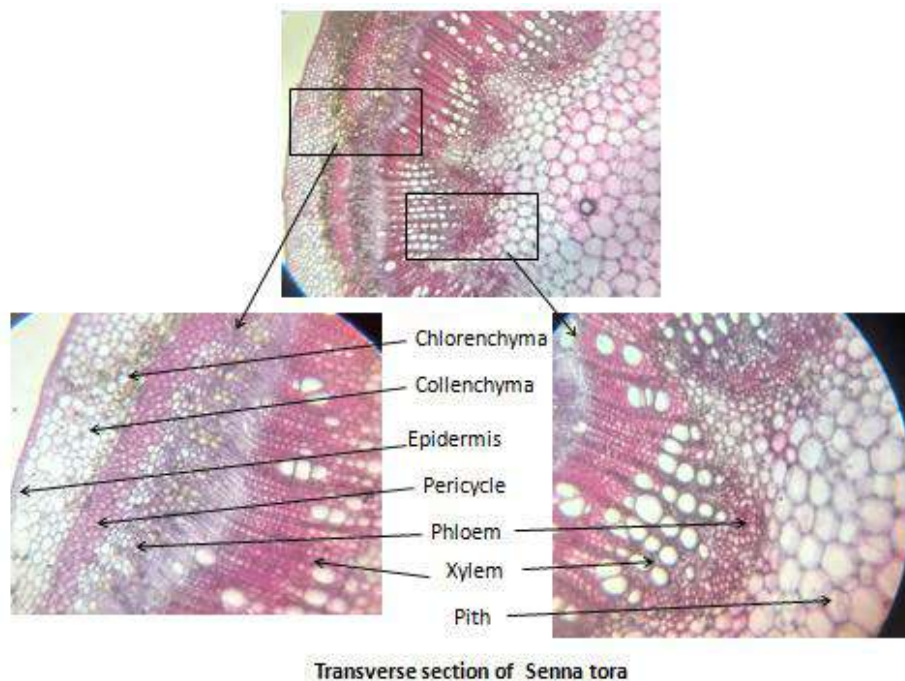 Chlorenchyma
Collenchyma
Epidermis
Pericycle
Phloem
Xylem
Pith
Transverse section of Senna tora